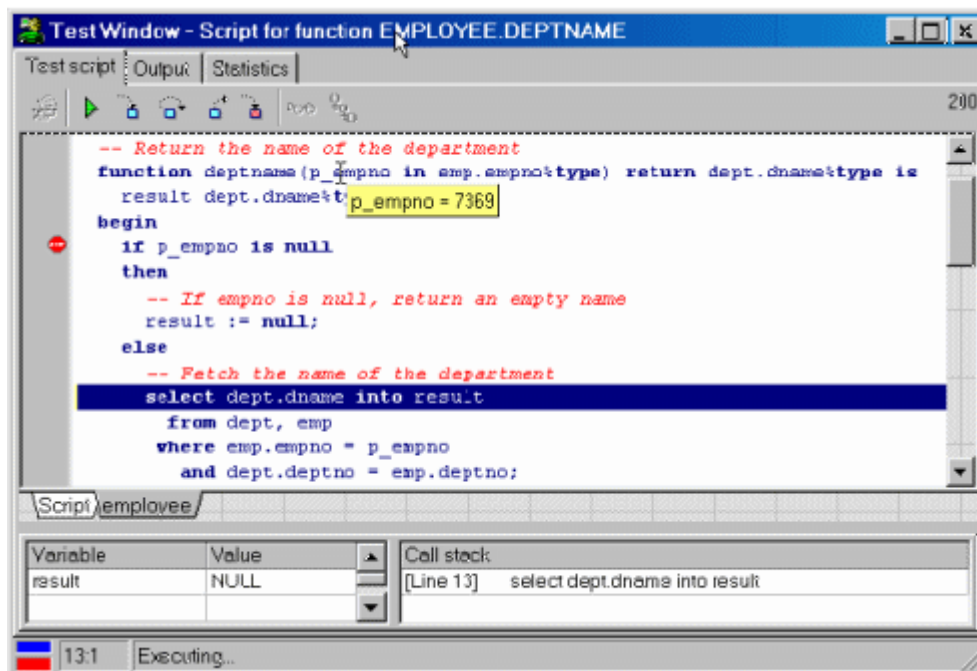 Test Window - Script for function EMPLOYEE.DEPTNAME
Test script Output Statistics
200
-- Return the name of the department
function deptname(p_empno in emp.empno%type) return dept.dname%type is
result dept.dname%t
p_empno = 7369
begin
if p_empno is null
then
-- If empno is null, return an empty name
result := null;
else
-- Fetch the name of the department
select dept.dname into result
from dept, emp
where emp.empno = p_empno
and dept.deptno = emp.deptno;
Script employee
Variable Value Call stack
result NULL [Line 13] select dept.dname into result
13:1 Executing...